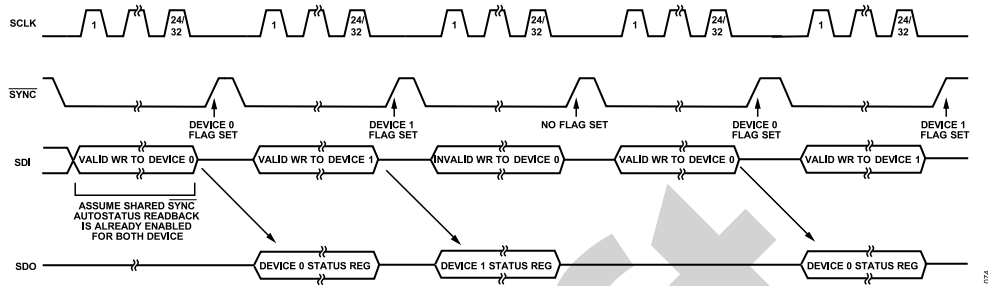 SCLK
1
24/
32
1
24/
32
1
24/
32
1
24/
32
1
24/
32
SYNC
DEVICE 0
FLAG SET
DEVICE 1
FLAG SET
NO FLAG SET
DEVICE 0
FLAG SET
DEVICE 1
FLAG SET
SDI
VALID WR TO DEVICE 0
VALID WR TO DEVICE 1
INVALID WR TO DEVICE 0
VALID WR TO DEVICE 0
VALID WR TO DEVICE 1
ASSUME SHARED SYNC
AUTOSTATUS READBACK
IS ALREADY ENABLED
FOR BOTH DEVICE
SDO
DEVICE 0 STATUS REG
DEVICE 1 STATUS REG
DEVICE 0 STATUS REG
074